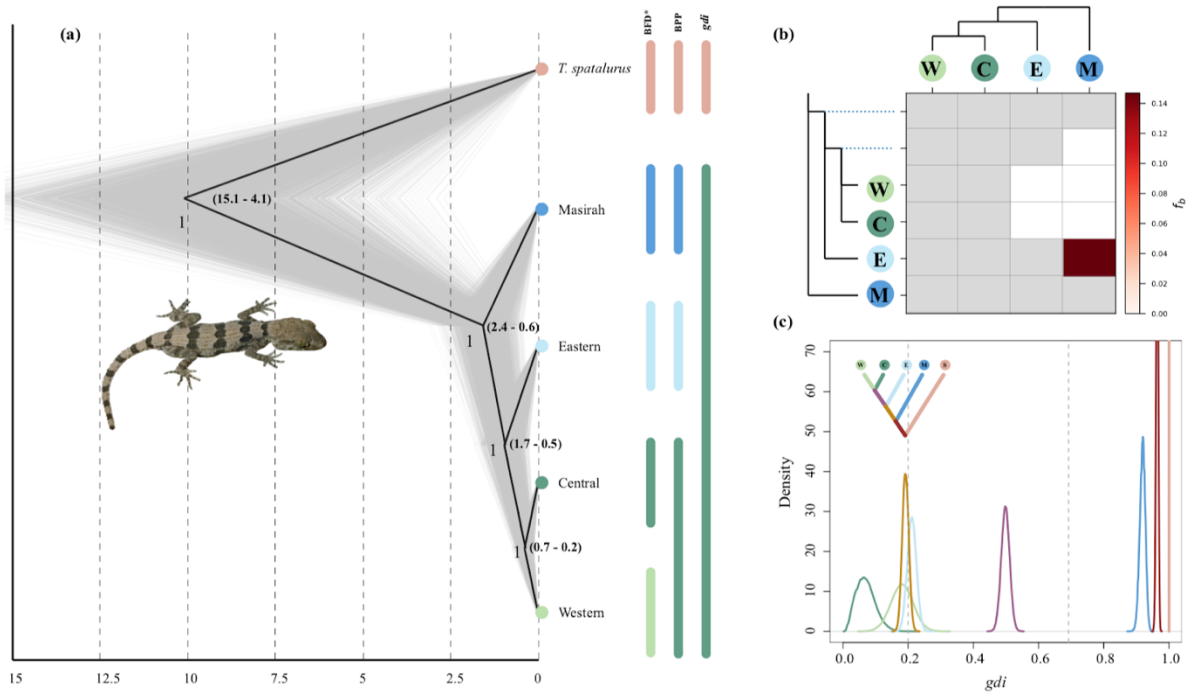 (a)
BFD*
BPP
gdi
T. spatalurus
(15.1 - 4.1)
1
Masirah
(2.4 - 0.6)
1
Eastern
(1.7 - 0.5)
1
Central
(0.7 - 0.2)
1
Western
15 12.5 10 7.5 5 2.5 0
(b)
W C E M
W
C
E
M
0.14
0.12
0.10
0.08
0.06
0.04
0.02
0.00
fb
(c)
W C E M S
70
60
50
40
30
20
10
0
Density
0.0 0.2 0.4 0.6 0.8 1.0
gdi